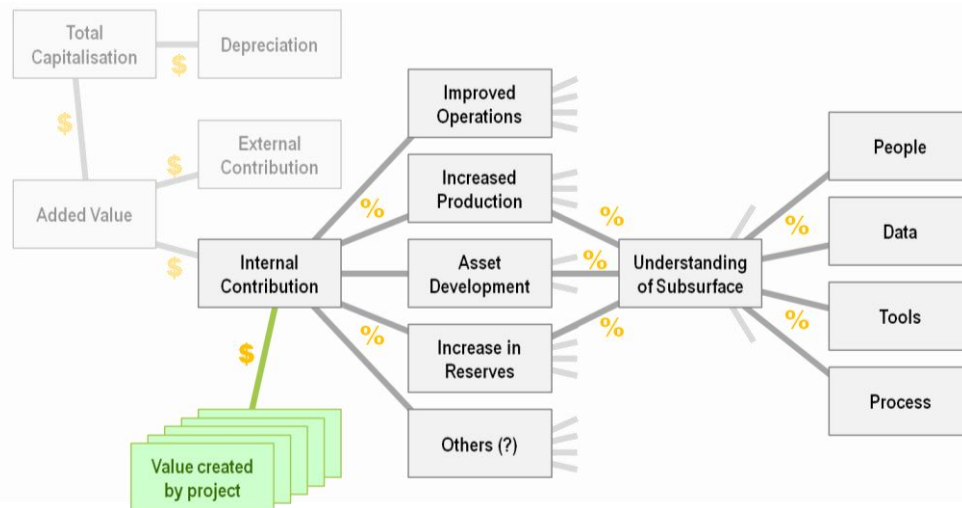 Total
Capitalisation
$
Depreciation
$
External
Contribution
$
Added Value
$
Internal
Contribution
$
Value created
by project
Improved
Operations
%
Increased
Production
Asset
Development
%
Increase in
Reserves
Others (?)
%
%
%
Understanding
of Subsurface
People
%
Data
Tools
%
Process